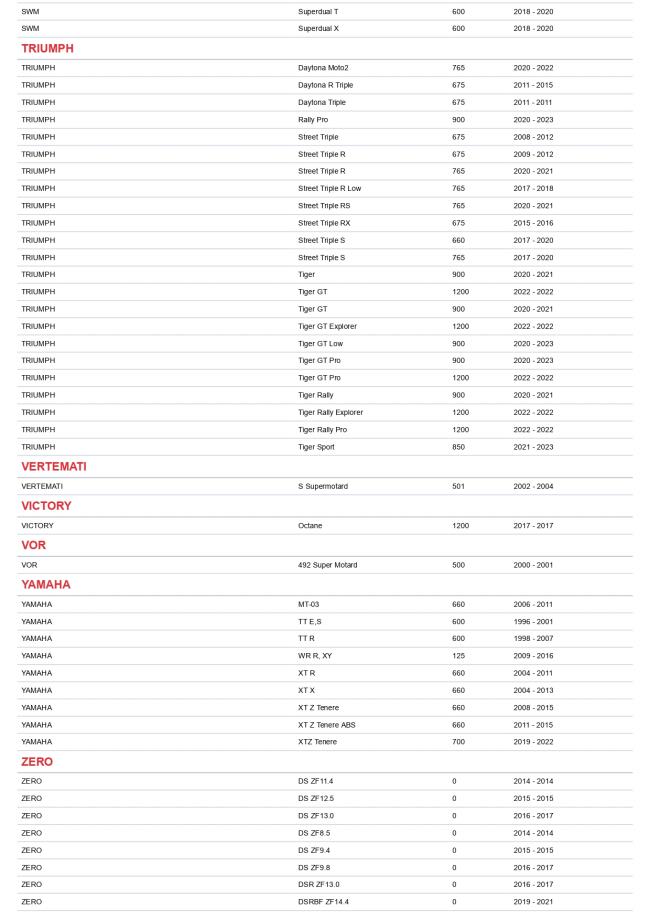 SWM Superdual T 600 2018 - 2020
SWM Superdual X 600 2018 - 2020
TRIUMPH
TRIUMPH Daytona Moto2 765 2020 - 2022
TRIUMPH Daytona R Triple 675 2011 - 2015
TRIUMPH Daytona Triple 675 2011 - 2011
TRIUMPH Rally Pro 900 2020 - 2023
TRIUMPH Street Triple 675 2008 - 2012
TRIUMPH Street Triple R 675 2009 - 2012
TRIUMPH Street Triple R 765 2020 - 2021
TRIUMPH Street Triple R Low 765 2017 - 2018
TRIUMPH Street Triple RS 765 2020 - 2021
TRIUMPH Street Triple RX 675 2015 - 2016
TRIUMPH Street Triple S 660 2017 - 2020
TRIUMPH Street Triple S 765 2017 - 2020
TRIUMPH Tiger 900 2020 - 2021
TRIUMPH Tiger GT 1200 2022 - 2022
TRIUMPH Tiger GT 900 2020 - 2021
TRIUMPH Tiger GT Explorer 1200 2022 - 2022
TRIUMPH Tiger GT Low 900 2020 - 2023
TRIUMPH Tiger GT Pro 900 2020 - 2023
TRIUMPH Tiger GT Pro 1200 2022 - 2022
TRIUMPH Tiger Rally 900 2020 - 2021
TRIUMPH Tiger Rally Explorer 1200 2022 - 2022
TRIUMPH Tiger Rally Pro 1200 2022 - 2022
TRIUMPH Tiger Sport 850 2021 - 2023
VERTEMATI
VERTEMATI S Supermotard 501 2002 - 2004
VICTORY
VICTORY Octane 1200 2017 - 2017
VOR
VOR 492 Super Motard 500 2000 - 2001
YAMAHA
YAMAHA MT-03 660 2006 - 2011
YAMAHA TT E,S 600 1996 - 2001
YAMAHA TT R 600 1998 - 2007
YAMAHA WR R, XY 125 2009 - 2016
YAMAHA XT R 660 2004 - 2011
YAMAHA XT X 660 2004 - 2013
YAMAHA XT Z Tenere 660 2008 - 2015
YAMAHA XT Z Tenere ABS 660 2011 - 2015
YAMAHA XTZ Tenere 700 2019 - 2022
ZERO
ZERO DS ZF11.4 0 2014 - 2014
ZERO DS ZF12.5 0 2015 - 2015
ZERO DS ZF13.0 0 2016 - 2017
ZERO DS ZF8.5 0 2014 - 2014
ZERO DS ZF9.4 0 2015 - 2015
ZERO DS ZF9.8 0 2016 - 2017
ZERO DSR ZF13.0 0 2016 - 2017
ZERO DSRBF ZF14.4 0 2019 - 2021